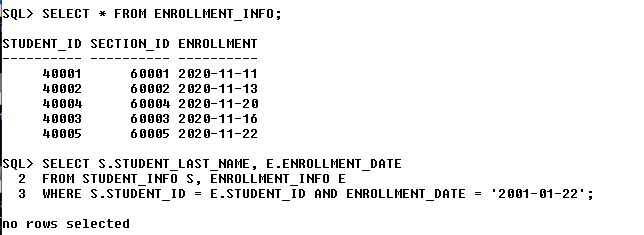 SQL> SELECT * FROM ENROLLMENT_INFO;
STUDENT_ID SECTION_ID ENROLLMENT
---------- ---------- ----------
40001 60001 2020-11-11
40002 60002 2020-11-13
40004 60004 2020-11-20
40003 60003 2020-11-16
40005 60005 2020-11-22
SQL> SELECT S.STUDENT_LAST_NAME, E.ENROLLMENT_DATE
2 FROM STUDENT_INFO S, ENROLLMENT_INFO E
3 WHERE S.STUDENT_ID = E.STUDENT_ID AND ENROLLMENT_DATE = '2001-01-22';
no rows selected